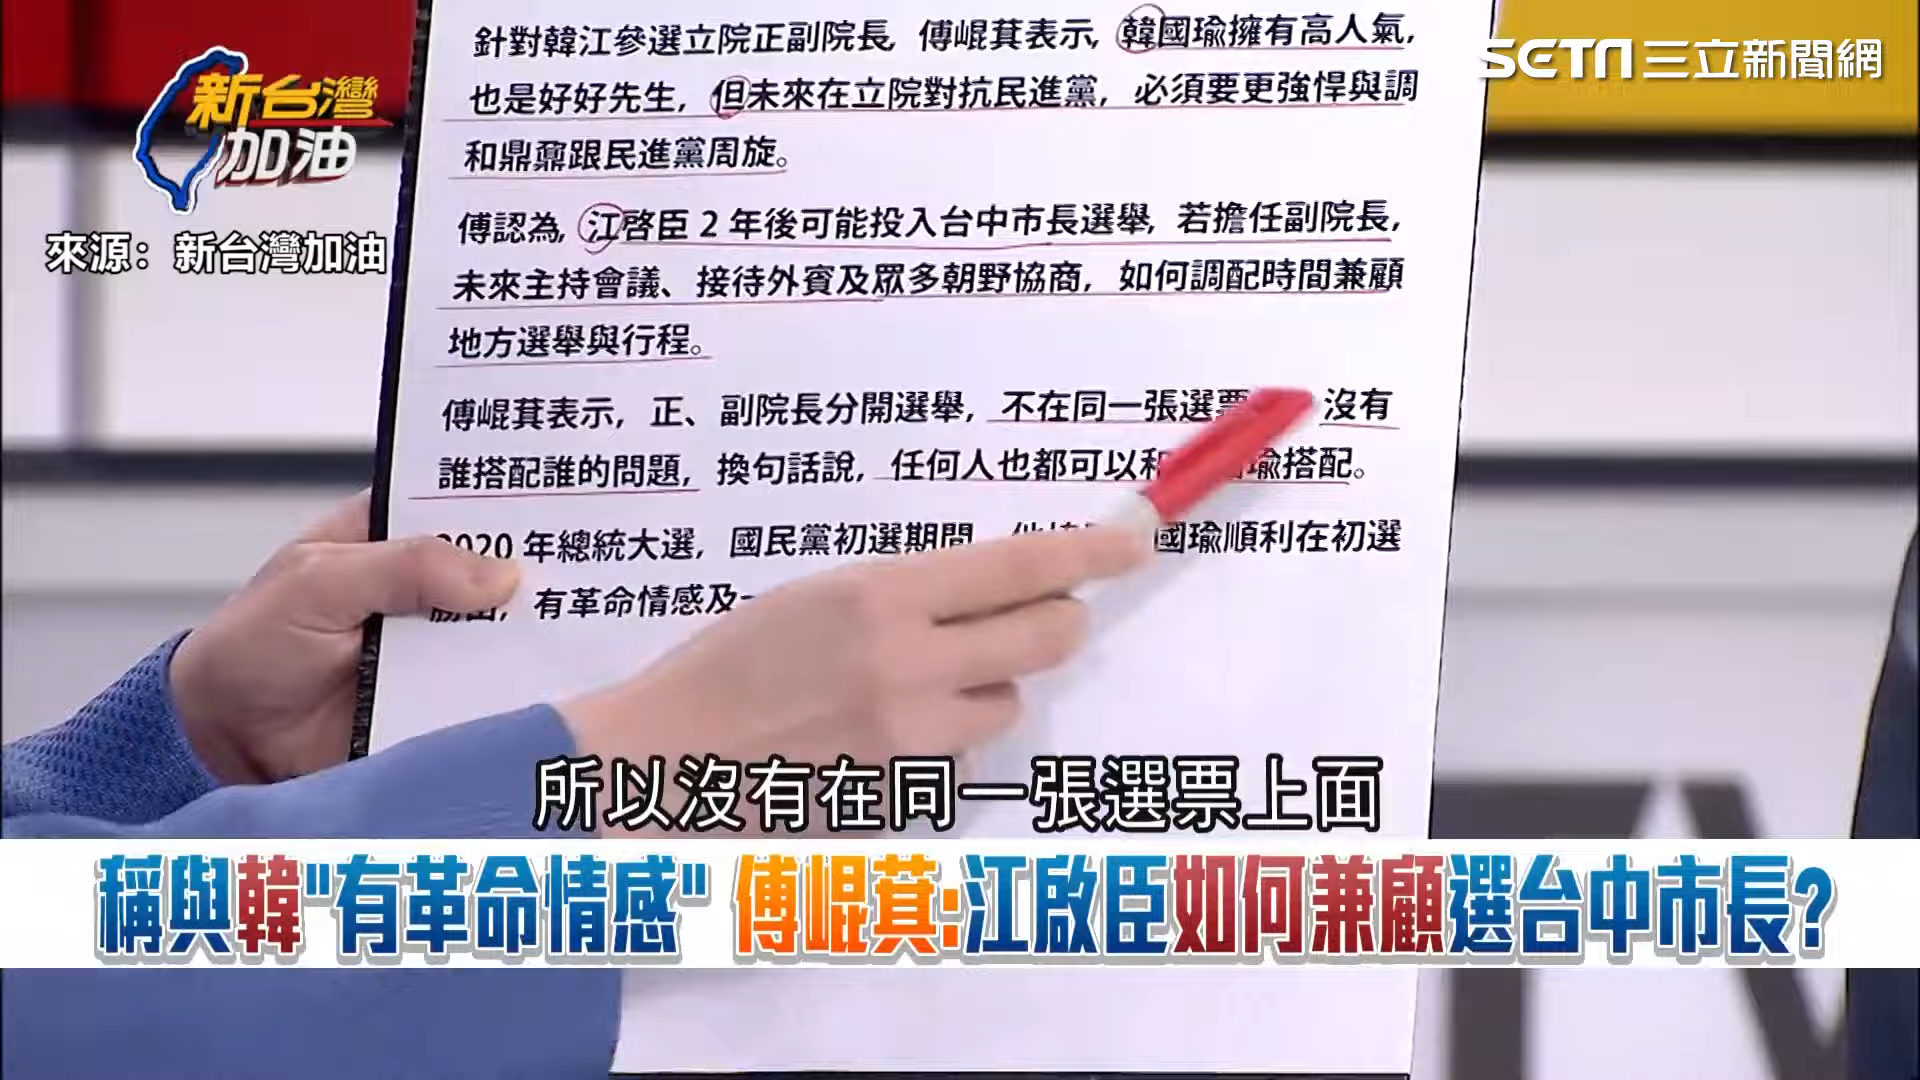 新台灣
加油
來源：新台灣加油
SETN三立新聞網
針對韓江參選立院正副院長，傅崐萁表示，韓國瑜擁有高人氣，
也是好好先生，但未來在立院對抗民進黨，必須要更強悍與調
和鼎鼐跟民進黨周旋。
傅認為，江啓臣2年後可能投入台中市長選舉，若擔任副院長，
未來主持會議、接待外賓及眾多朝野協商，如何調配時間兼顧
地方選舉與行程。
傅崐萁表示，正、副院長分開選舉，不在同一張選票 沒有
誰搭配誰的問題，換句話說，任何人也都可以和 瑜搭配。
2020年總統大選，國民黨初選期間 國瑜順利在初選
有革命情感及
所以沒有在同一張選票上面
稱與韓"有革命情感" 傅崐萁:江啟臣如何兼顧選台中市長?